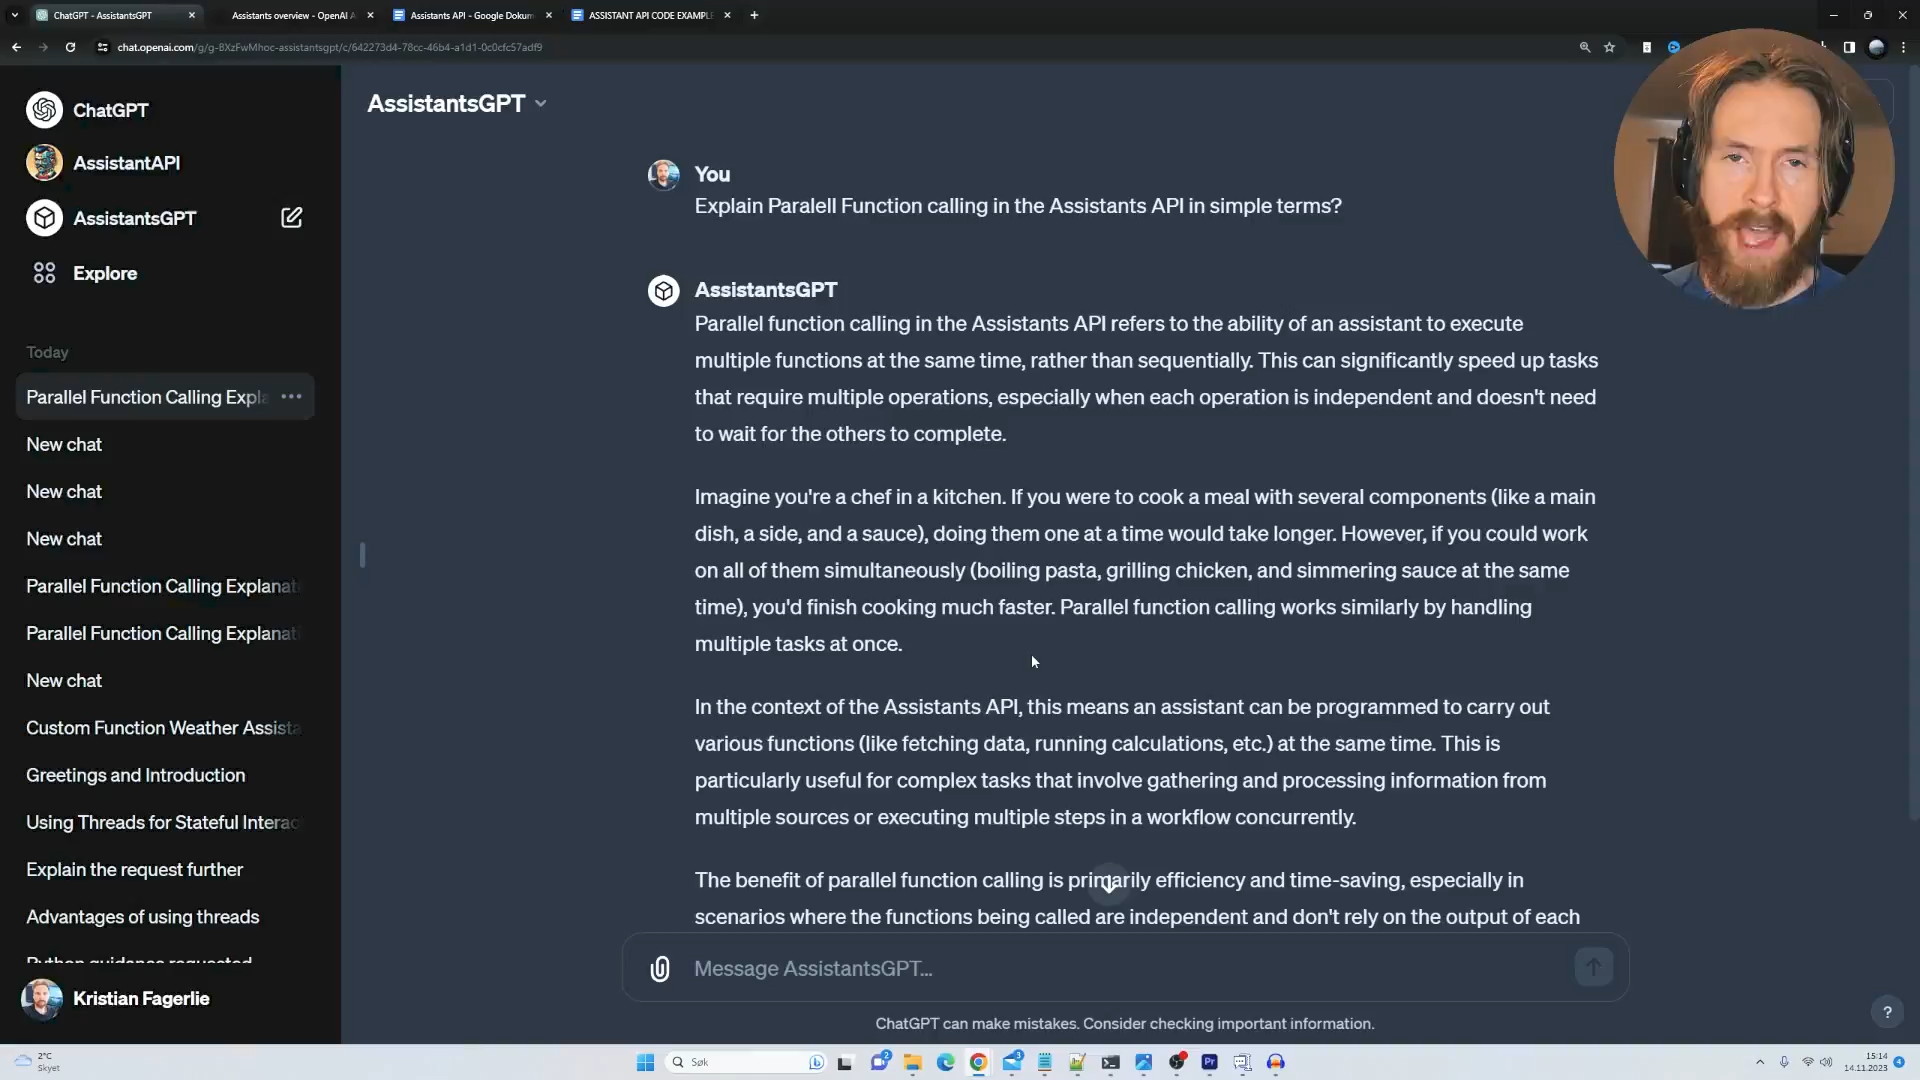 ChatGPT - AssistantsGPT
Assistants overview - OpenAI A
Assistants API - Google Dokum
ASSISTANT API CODE EXAMPLE
chat.openai.com/g/g-8XzFwMhoc-assistantsgpt/c/642273d4-78cc-46b4-a1d1-0c0cfc57adf9
ChatGPT
AssistantAPI
AssistantsGPT
Explore
Today
Parallel Function Calling Expla
New chat
New chat
New chat
Parallel Function Calling Explanat
Parallel Function Calling Explanati
New chat
Custom Function Weather Assista
Greetings and Introduction
Using Threads for Stateful Interac
Explain the request further
Advantages of using threads
Python guidance requested
Kristian Fagerlie
AssistantsGPT
You
Explain Paralell Function calling in the Assistants API in simple terms?
AssistantsGPT
Parallel function calling in the Assistants API refers to the ability of an assistant to execute
multiple functions at the same time, rather than sequentially. This can significantly speed up tasks
that require multiple operations, especially when each operation is independent and doesn't need
to wait for the others to complete.
Imagine you're a chef in a kitchen. If you were to cook a meal with several components (like a main
dish, a side, and a sauce), doing them one at a time would take longer. However, if you could work
on all of them simultaneously (boiling pasta, grilling chicken, and simmering sauce at the same
time), you'd finish cooking much faster. Parallel function calling works similarly by handling
multiple tasks at once.
In the context of the Assistants API, this means an assistant can be programmed to carry out
various functions (like fetching data, running calculations, etc.) at the same time. This is
particularly useful for complex tasks that involve gathering and processing information from
multiple sources or executing multiple steps in a workflow concurrently.
The benefit of parallel function calling is primarily efficiency and time-saving, especially in
scenarios where the functions being called are independent and don't rely on the output of each
Message AssistantsGPT...
ChatGPT can make mistakes. Consider checking important information.
?
2°C
Skyet
Søk
2
3
Pr
15:14
14.11.2023
4